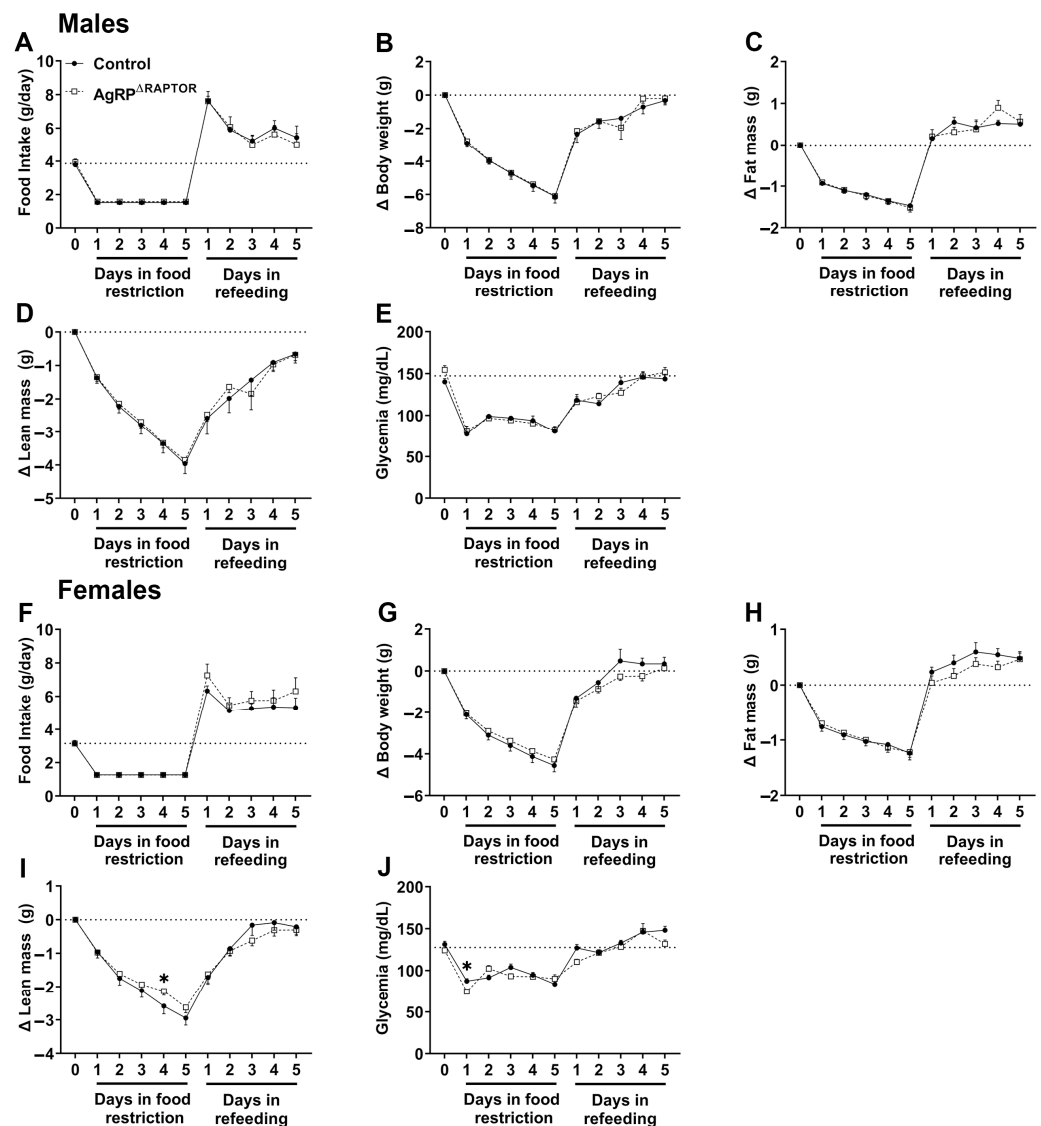 Males
A
Food Intake (g/day)
10
8
6
4
2
0
Control
AgRPΔRAPTOR
0 1 2 3 4 5 1 2 3 4 5
Days in food
restriction
Days in
refeeding
B
Δ Body weight (g)
2
0
−2
−4
−6
−8
0 1 2 3 4 5 1 2 3 4 5
Days in food
restriction
Days in
refeeding
C
Δ Fat mass (g)
2
1
0
−1
−2
0 1 2 3 4 5 1 2 3 4 5
Days in food
restriction
Days in
refeeding
D
Δ Lean mass (g)
0
−1
−2
−3
−4
−5
0 1 2 3 4 5 1 2 3 4 5
Days in food
restriction
Days in
refeeding
E
Glycemia (mg/dL)
200
150
100
50
0
0 1 2 3 4 5 1 2 3 4 5
Days in food
restriction
Days in
refeeding
Females
F
Food Intake (g/day)
10
8
6
4
2
0
0 1 2 3 4 5 1 2 3 4 5
Days in food
restriction
Days in
refeeding
G
Δ Body weight (g)
2
0
−2
−4
−6
0 1 2 3 4 5 1 2 3 4 5
Days in food
restriction
Days in
refeeding
H
Δ Fat mass (g)
1
0
−1
−2
0 1 2 3 4 5 1 2 3 4 5
Days in food
restriction
Days in
refeeding
I
Δ Lean mass (g)
1
0
−1
−2
−3
−4
*
0 1 2 3 4 5 1 2 3 4 5
Days in food
restriction
Days in
refeeding
J
Glycemia (mg/dL)
200
150
100
50
0
*
0 1 2 3 4 5 1 2 3 4 5
Days in food
restriction
Days in
refeeding